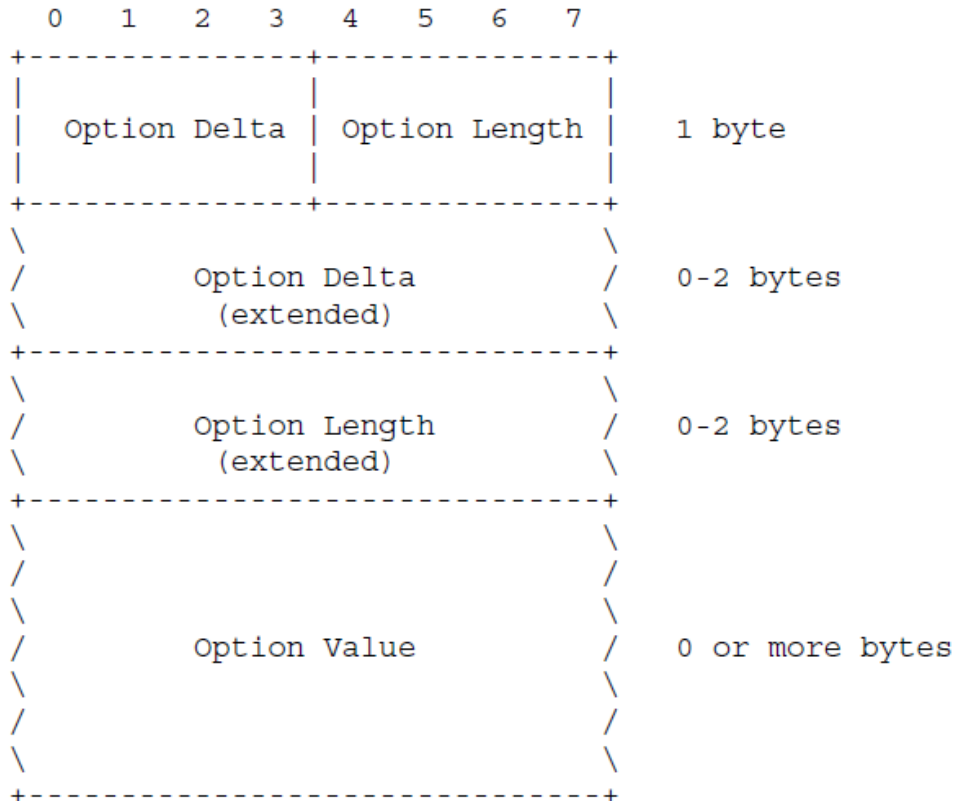 0 1 2 3 4 5 6 7
+---------------+---------------+
| | |
| Option Delta | Option Length | 1 byte
| | |
+---------------+---------------+
\ \
/ Option Delta / 0-2 bytes
\ (extended) \
+-------------------------------+
\ \
/ Option Length / 0-2 bytes
\ (extended) \
+-------------------------------+
\ \
/ /
\ \
/ Option Value / 0 or more bytes
\ \
/ /
\ \
+-------------------------------+